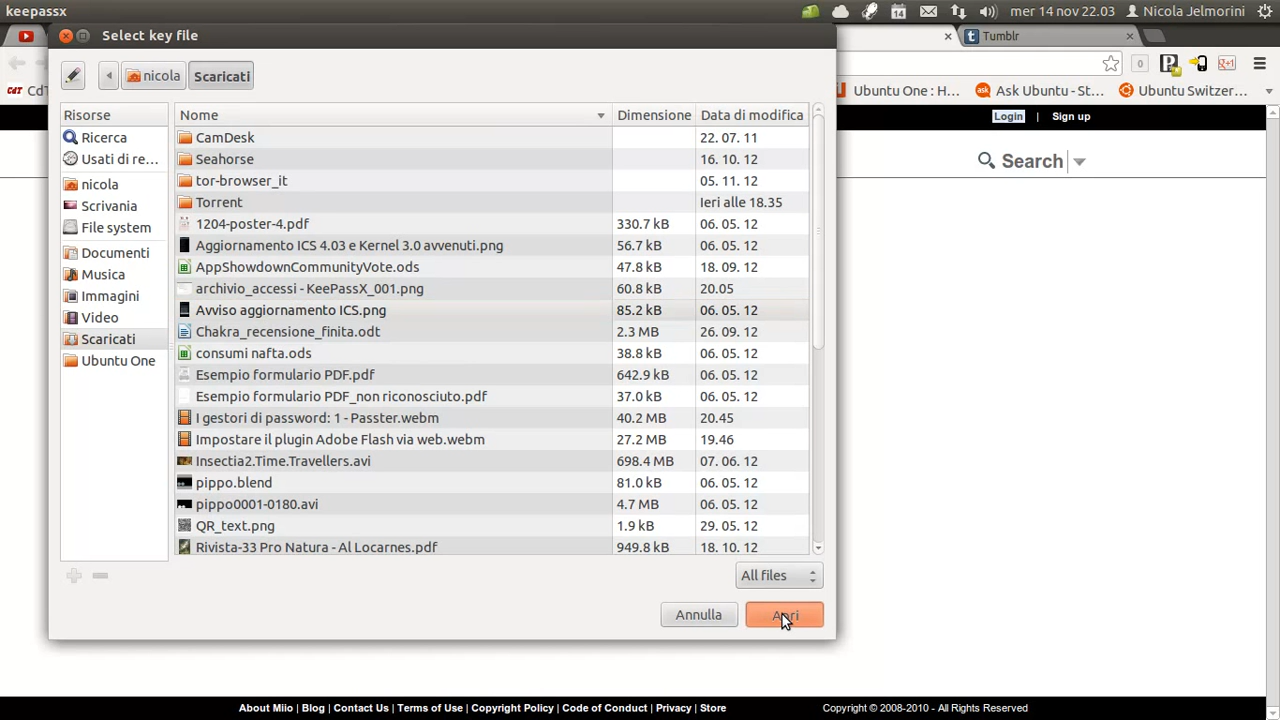 keepassx
14
mer 14 nov 22.03
Nicola Jelmorini
Select key file
Tumblr
nicola
Scaricati
0
CdT
CdT
Ubuntu One : H...
Ask Ubuntu - St...
Ubuntu Switzer...
Login | Sign up
Search
Risorse
Nome
Dimensione
Data di modifica
Ricerca
Usati di re...
nicola
Scrivania
File system
Documenti
Musica
Immagini
Video
Scaricati
Ubuntu One
CamDesk 22. 07. 11
Seahorse 16. 10. 12
tor-browser_it 05. 11. 12
Torrent Ieri alle 18.35
1204-poster-4.pdf 330.7 kB 06. 05. 12
Aggiornamento ICS 4.03 e Kernel 3.0 avvenuti.png 56.7 kB 06. 05. 12
AppShowdownCommunityVote.ods 47.8 kB 18. 09. 12
archivio_accessi - KeePassX_001.png 60.8 kB 20.05
Avviso aggiornamento ICS.png 85.2 kB 06. 05. 12
Chakra_recensione_finita.odt 2.3 MB 26. 09. 12
consumi nafta.ods 38.8 kB 06. 05. 12
Esempio formulario PDF.pdf 642.9 kB 06. 05. 12
Esempio formulario PDF_non riconosciuto.pdf 37.0 kB 06. 05. 12
I gestori di password: 1 - Passter.webm 40.2 MB 20.45
Impostare il plugin Adobe Flash via web.webm 27.2 MB 19.46
Insectia2.Time.Travellers.avi 698.4 MB 07. 06. 12
pippo.blend 81.0 kB 06. 05. 12
pippo0001-0180.avi 4.7 MB 06. 05. 12
QR_text.png 1.9 kB 29. 05. 12
Rivista-33 Pro Natura - Al Locarnes.pdf 949.8 kB 18. 10. 12
All files
Annulla
Apri
About Miio | Blog | Contact Us | Terms of Use | Copyright Policy | Code of Conduct | Privacy | Store
Copyright © 2008-2010 - All Rights Reserved